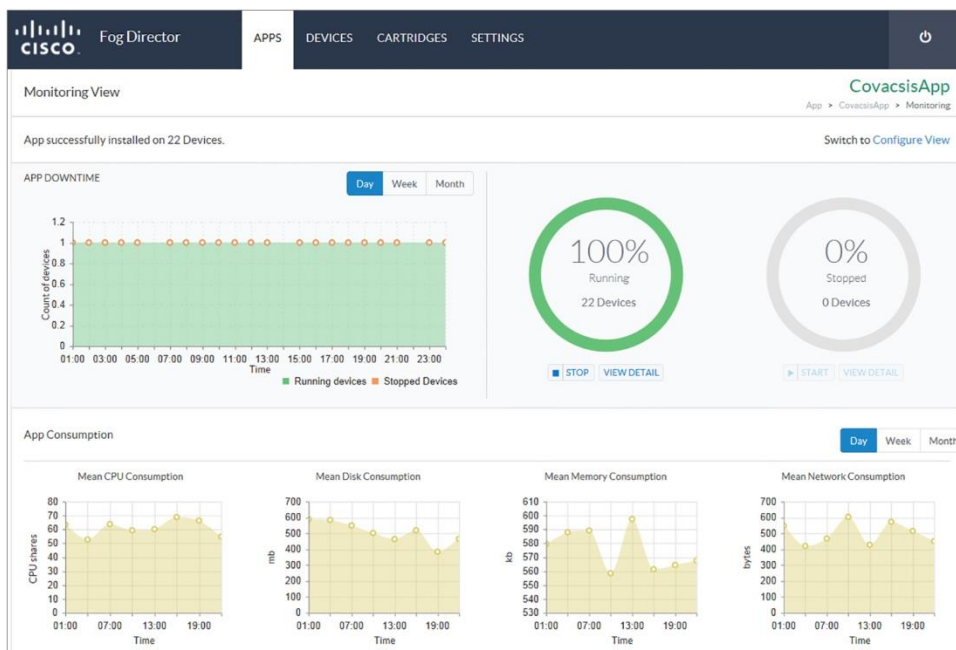 CISCO Fog Director APPS DEVICES CARTRIDGES SETTINGS
Monitoring View
CovacsisApp
App > CovacsisApp > Monitoring
App successfully installed on 22 Devices.
Switch to Configure View
APP DOWNTIME
Day Week Month
1.2
1
0.8
0.6
0.4
0.2
0
Count of devices
01:00 03:00 05:00 07:00 09:00 11:00 13:00 15:00 17:00 19:00 21:00 23:00
Time
Running devices Stopped Devices
100%
Running
22 Devices
STOP VIEW DETAIL
0%
Stopped
0 Devices
START VIEW DETAIL
App Consumption
Day Week Month
Mean CPU Consumption
80
70
60
50
40
30
20
10
0
CPU shares
01:00 07:00 13:00 19:00
Time
Mean Disk Consumption
700
600
500
400
300
200
100
0
mb
01:00 07:00 13:00 19:00
Time
Mean Memory Consumption
610
600
590
580
570
560
550
540
530
kb
01:00 07:00 13:00 19:00
Time
Mean Network Consumption
700
600
500
400
300
200
100
0
bytes
01:00 07:00 13:00 19:00
Time